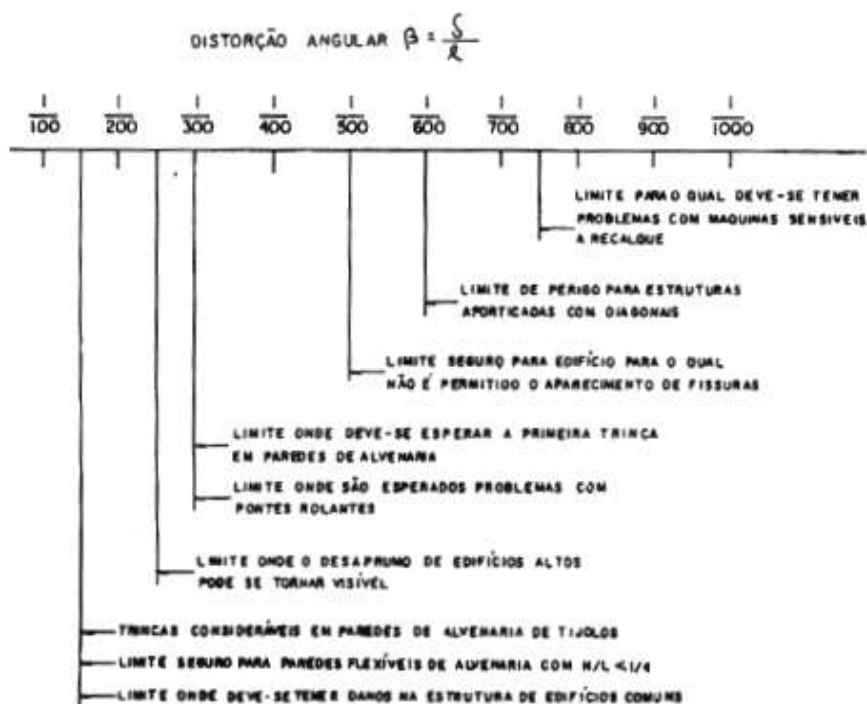 DISTORÇÃO ANGULAR β = δ/ℓ
1/100 1/200 1/300 1/400 1/500 1/600 1/700 1/800 1/900 1/1000
LIMITE PARA O QUAL DEVE-SE TEMER
PROBLEMAS COM MAQUINAS SENSIVEIS
A RECALQUE
LIMITE DE PERIGO PARA ESTRUTURAS
APORTICADAS COM DIAGONAIS
LIMITE SEGURO PARA EDIFÍCIO PARA O QUAL
NÃO É PERMITIDO O APARECIMENTO DE FISSURAS
LIMITE ONDE DEVE-SE ESPERAR A PRIMEIRA TRINCA
EM PAREDES DE ALVENARIA
LIMITE ONDE SÃO ESPERADOS PROBLEMAS COM
PONTES ROLANTES
LIMITE ONDE O DESAPRUMO DE EDIFÍCIOS ALTOS
PODE SE TORNAR VISÍVEL
TRINCAS CONSIDERÁVEIS EM PAREDES DE ALVENARIA DE TIJOLOS
LIMITE SEGURO PARA PAREDES FLEXÍVEIS DE ALVENARIA COM H/L < 1/4
LIMITE ONDE DEVE-SE TEMER DANOS NA ESTRUTURA DE EDIFÍCIOS COMUNS